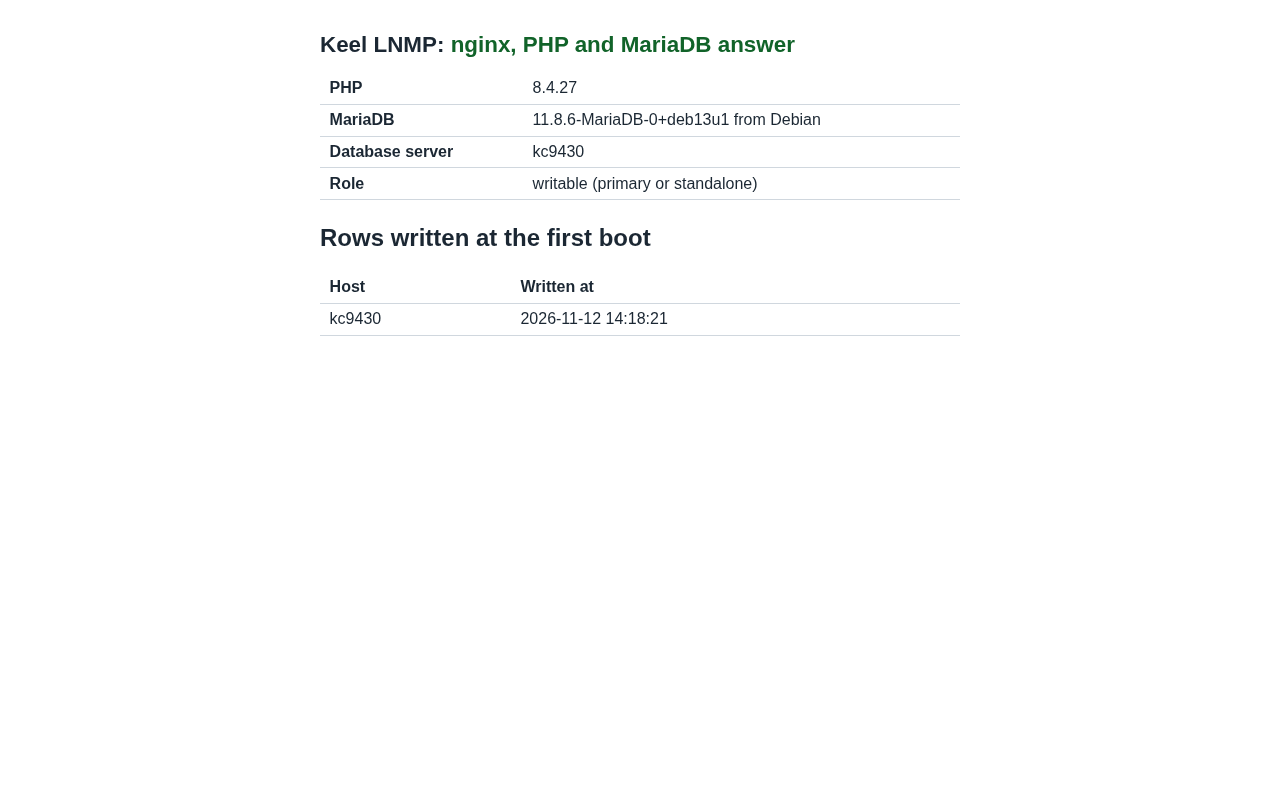 Keel LNMP: nginx, PHP and MariaDB answer
PHP 8.4.27
MariaDB 11.8.6-MariaDB-0+deb13u1 from Debian
Database server kc9430
Role writable (primary or standalone)
Rows written at the first boot
Host Written at
kc9430 2026-11-12 14:18:21